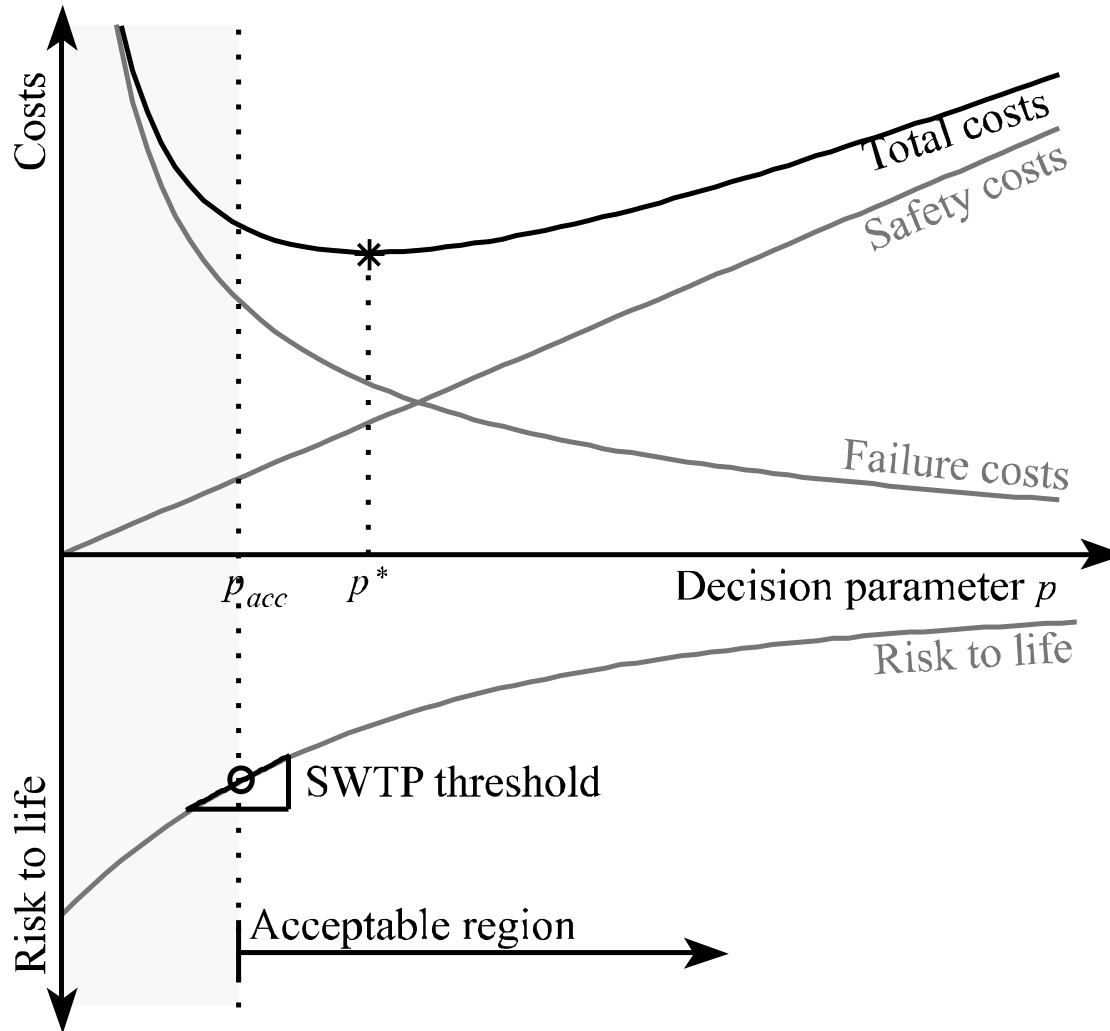 Costs
Total costs
Safety costs
Failure costs
p_acc
p*
Decision parameter p
Risk to life
SWTP threshold
Risk to life
Acceptable region